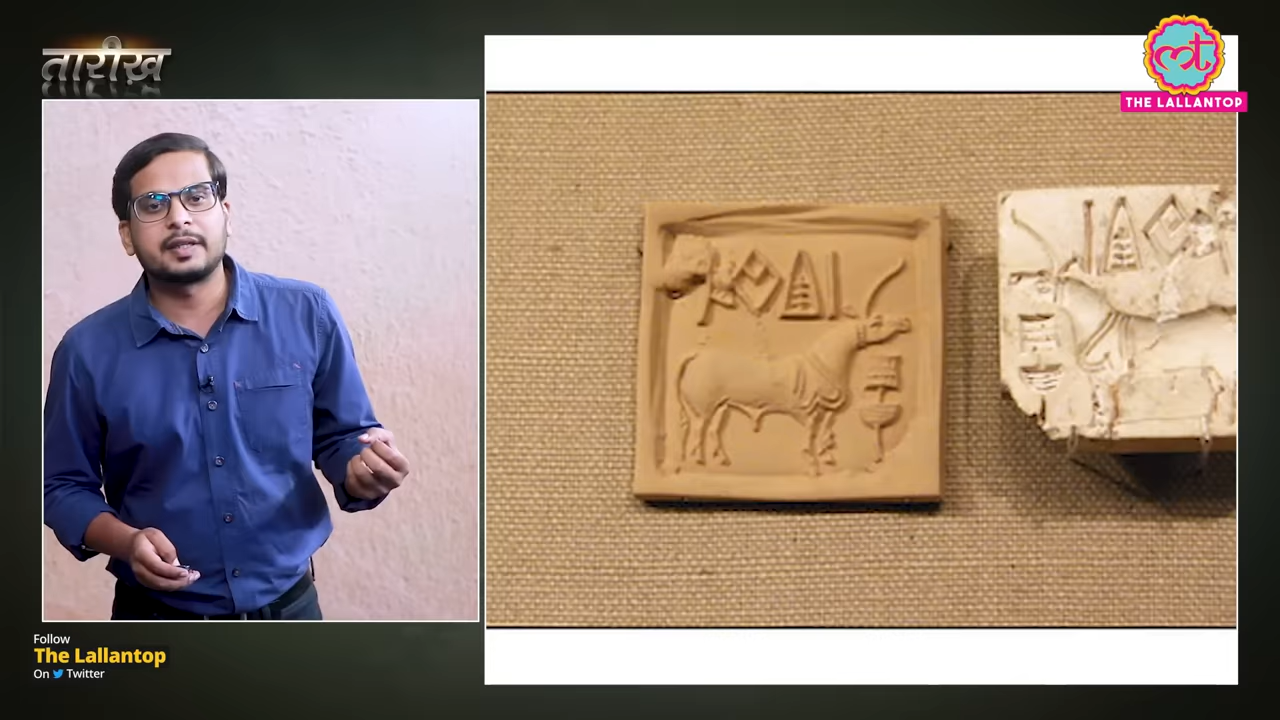 तारीख़
THE LALLANTOP
Follow
The Lallantop
On Twitter